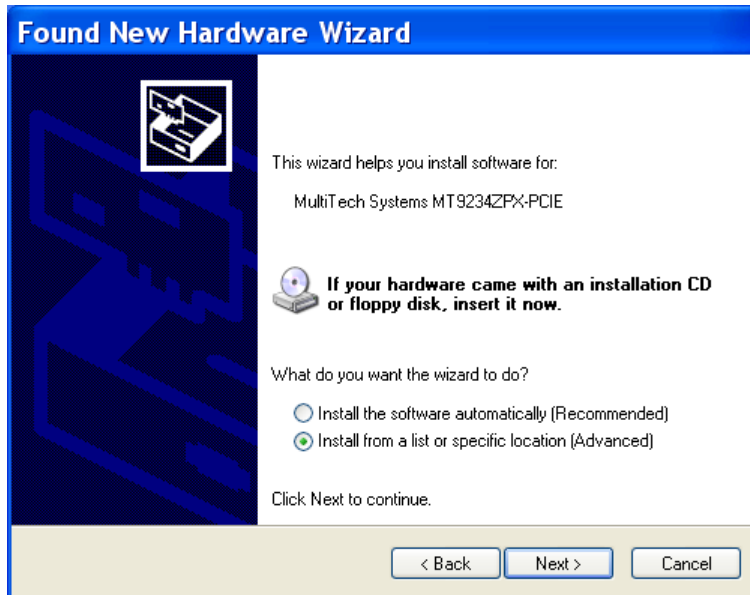 Found New Hardware Wizard
This wizard helps you install software for:
MultiTech Systems MT9234ZPX-PCIE
If your hardware came with an installation CD
or floppy disk, insert it now.
What do you want the wizard to do?
Install the software automatically (Recommended)
Install from a list or specific location (Advanced)
Click Next to continue.
< Back Next > Cancel